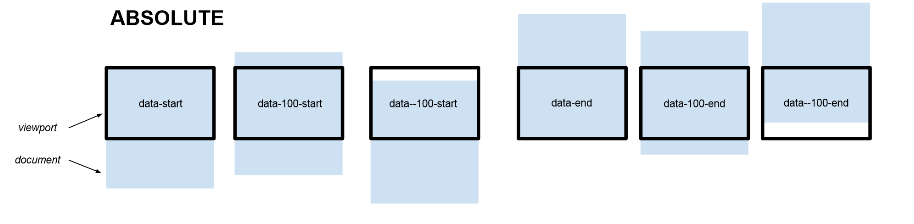 ABSOLUTE
data-start
data-100-start
data--100-start
data-end
data-100-end
data--100-end
viewport
document